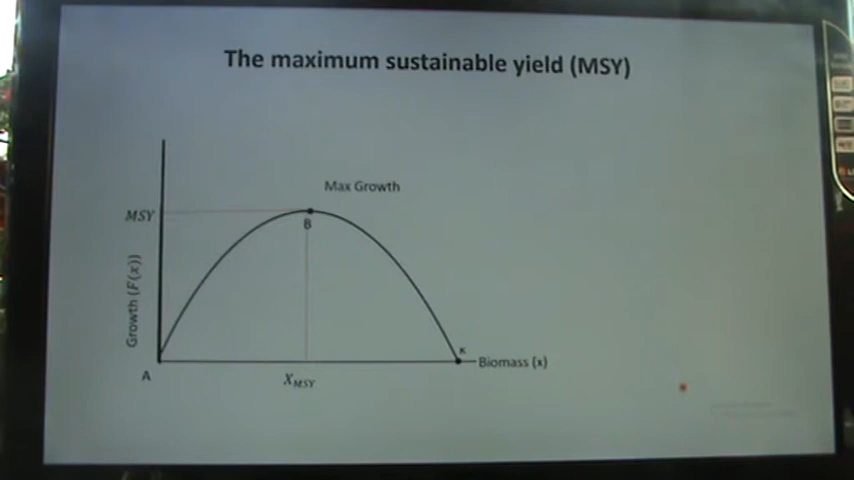 The maximum sustainable yield (MSY)
Max Growth
MSY
B
Growth (F(x))
K
Biomass (x)
A
X_MSY